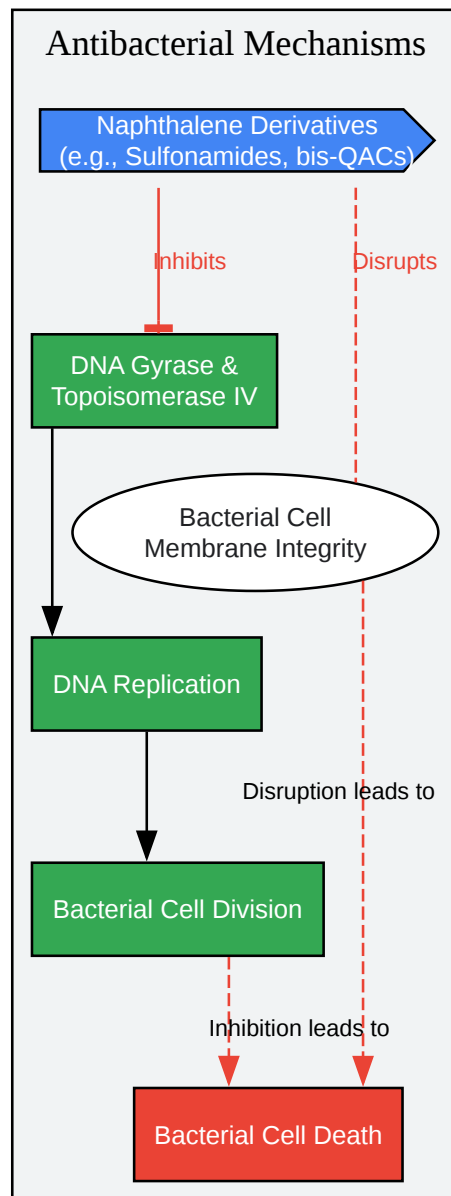 Antibacterial Mechanisms
Naphthalene Derivatives
(e.g., Sulfonamides, bis-QACs)
Inhibits
Disrupts
DNA Gyrase &
Topoisomerase IV
Bacterial Cell
Membrane Integrity
DNA Replication
Disruption leads to
Bacterial Cell Division
Inhibition leads to
Bacterial Cell Death